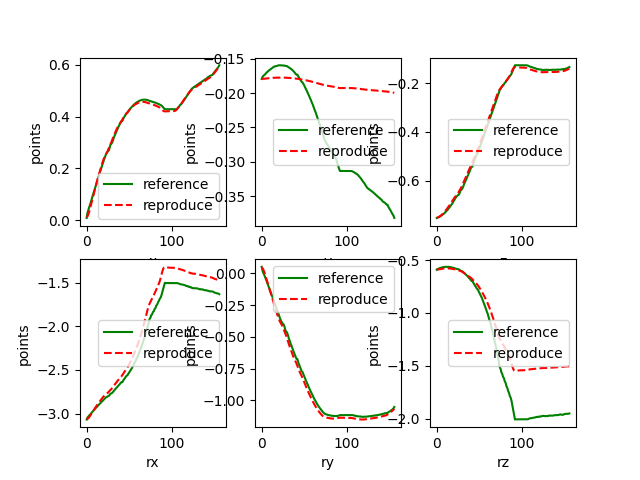 0.6
0.4
0.2
0.0
points
reference
reproduce
0
100
−0.15
−0.20
−0.25
−0.30
−0.35
points
reference
reproduce
0
100
−0.2
−0.4
−0.6
points
reference
reproduce
0
100
−1.5
−2.0
−2.5
−3.0
points
reference
reproduce
0
100
rx
0.00
−0.25
−0.50
−0.75
−1.00
points
reference
reproduce
0
100
ry
−0.5
−1.0
−1.5
−2.0
points
reference
reproduce
0
100
rz